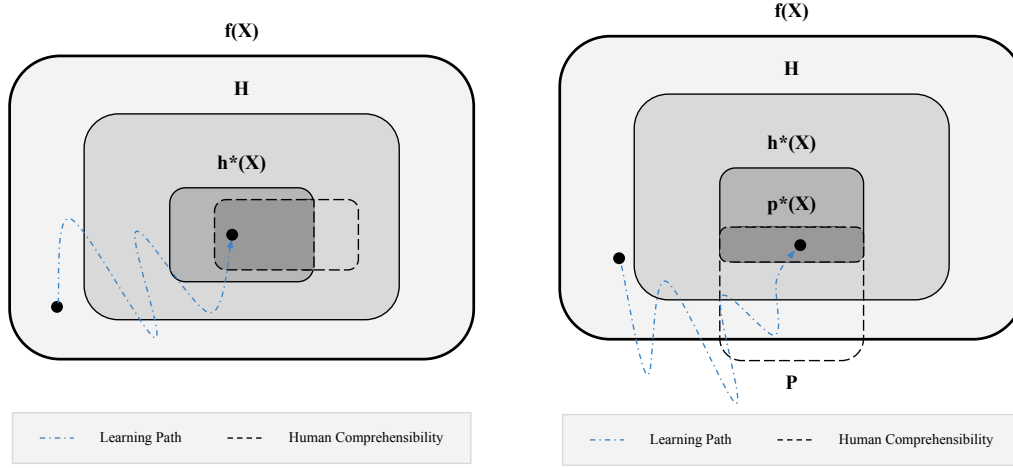 f(X)
H
h*(X)
Learning Path
Human Comprehensibility
f(X)
H
h*(X)
p*(X)
P
Learning Path
Human Comprehensibility